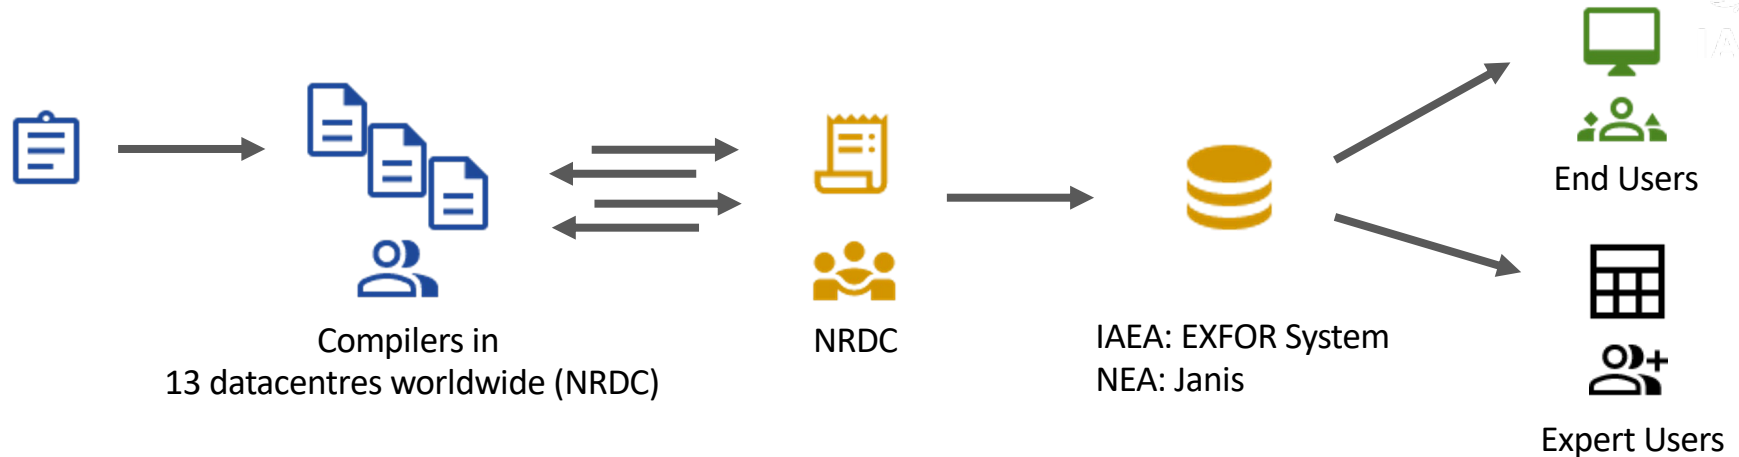 Compilers in
13 datacentres worldwide (NRDC)
NRDC
IAEA: EXFOR System
NEA: Janis
End Users
Expert Users